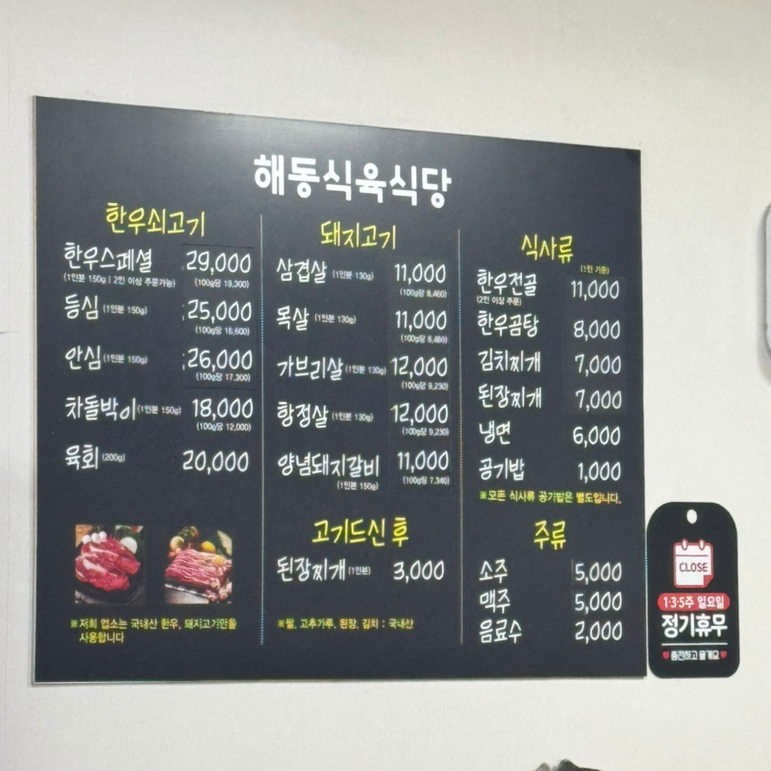 해동식육식당
한우쇠고기
한우스페셜 29,000
(1인분 150g | 2인 이상 주문가능) (100g당 19,300)
등심 (1인분 150g) 25,000
(100g당 16,600)
안심 (1인분 150g) 26,000
(100g당 17,300)
차돌박이 (1인분 150g) 18,000
(100g당 12,000)
육회 (200g) 20,000
※저희 업소는 국내산 한우, 돼지고기만을
사용합니다
돼지고기
삼겹살 (1인분 130g) 11,000
(100g당 8,460)
목살 (1인분 130g) 11,000
(100g당 8,460)
가브리살 (1인분 130g) 12,000
(100g당 9,230)
항정살 (1인분 130g) 12,000
(100g당 9,230)
양념돼지갈비 11,000
(1인분 150g) (100g당 7,340)
고기드신 후
된장찌개 (1인분) 3,000
※쌀, 고추가루, 된장, 김치 : 국내산
식사류
(1인 기준)
한우전골 11,000
(2인 이상 주문)
한우곰탕 8,000
김치찌개 7,000
된장찌개 7,000
냉면 6,000
공기밥 1,000
※모든 식사류 공기밥은 별도입니다.
주류
소주 5,000
맥주 5,000
음료수 2,000
CLOSE
1·3·5주 일요일
정기휴무
충전하고 올게요